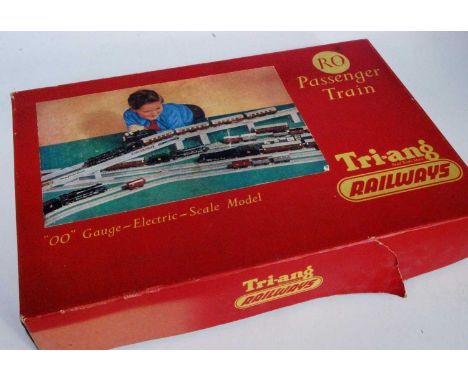 RO
Passenger
Train
Tri-ang
RAILWAYS
"OO" Gauge~Electric~Scale Model
Tri-ang
RAILWAYS